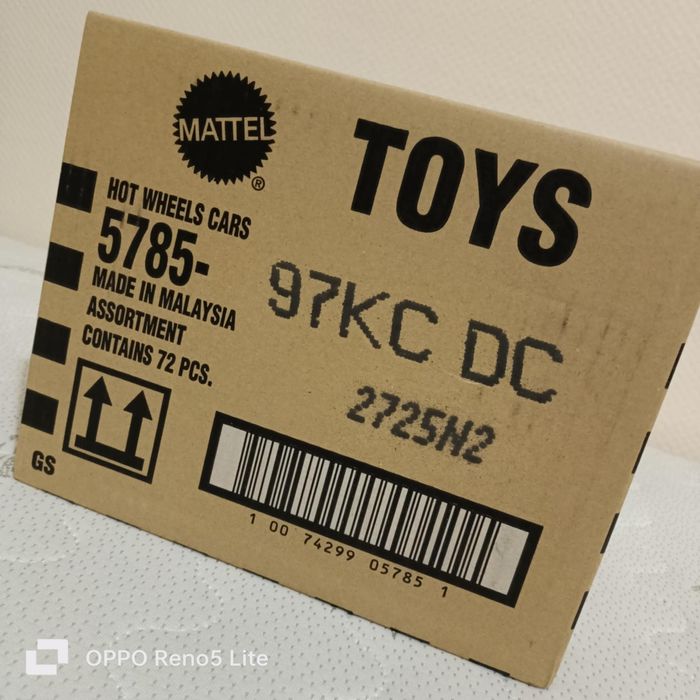 MATTEL
®
TOYS
HOT WHEELS CARS
5785-
MADE IN MALAYSIA
ASSORTMENT
CONTAINS 72 PCS.
97KC DC
2725N2
GS
1 00 74299 05785 1
OPPO Reno5 Lite